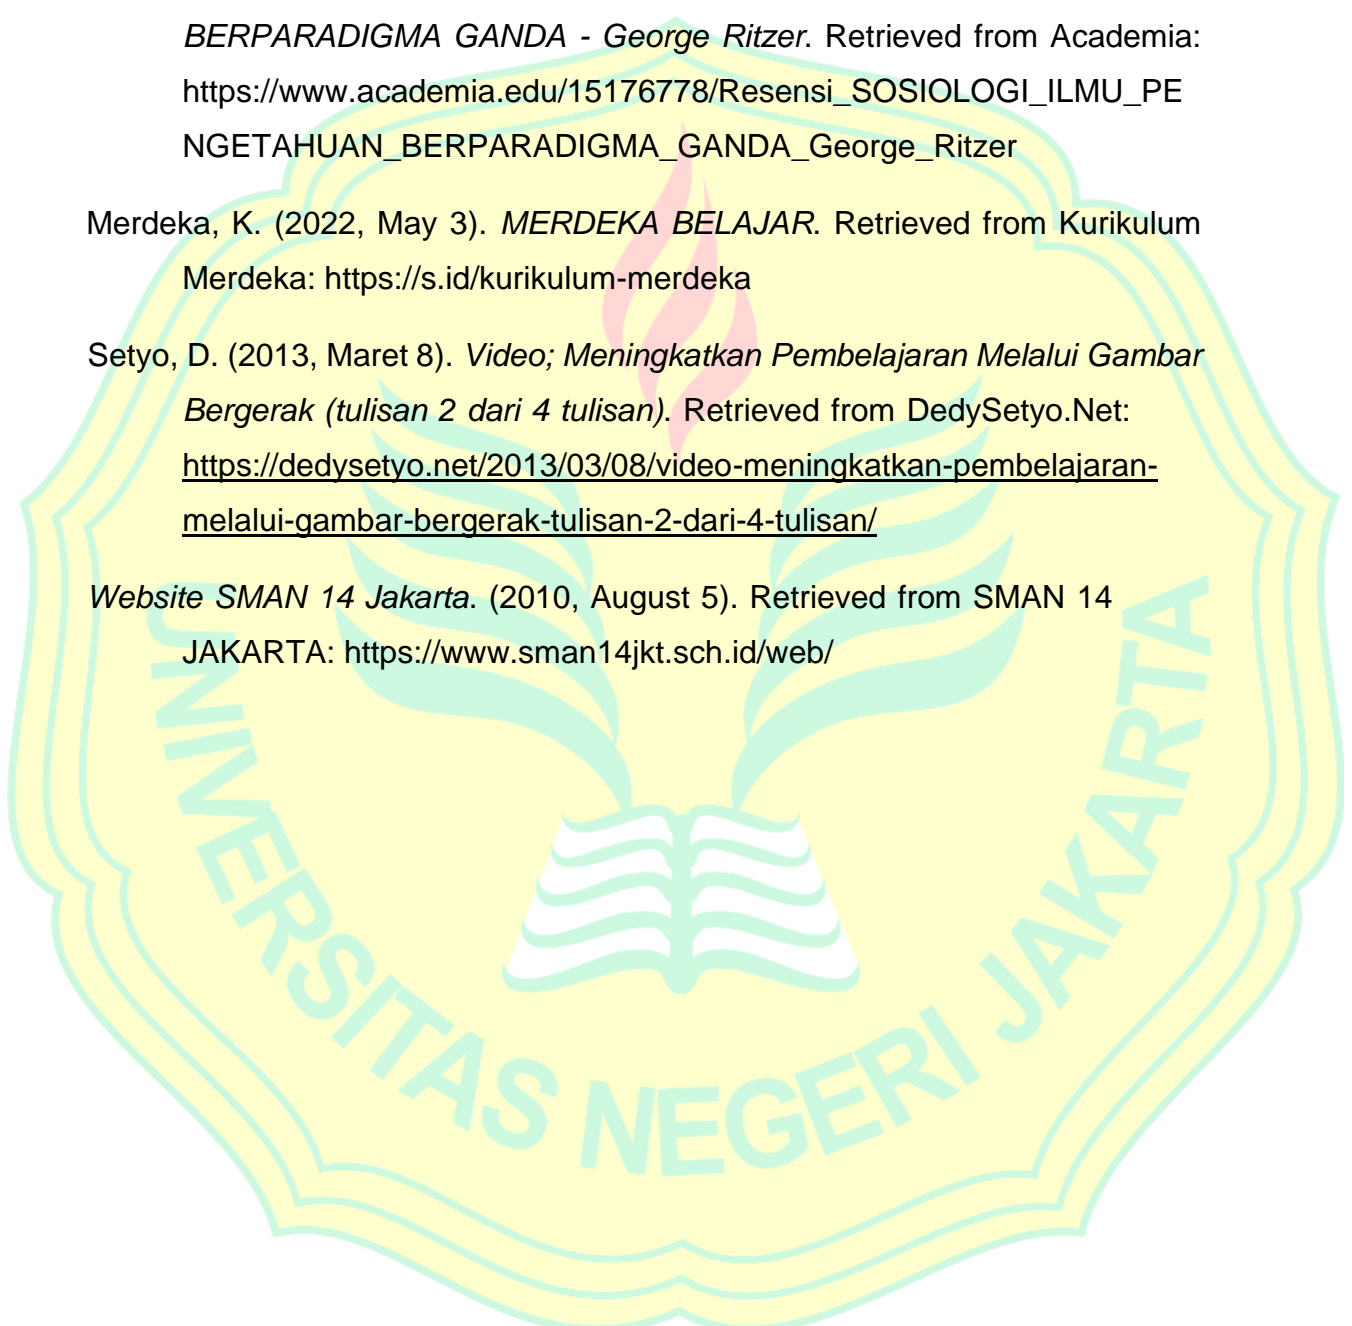 BERPARADIGMA GANDA - George Ritzer. Retrieved from Academia:
https://www.academia.edu/15176778/Resensi_SOSIOLOGI_ILMU_PE
NGETAHUAN_BERPARADIGMA_GANDA_George_Ritzer
Merdeka, K. (2022, May 3). MERDEKA BELAJAR. Retrieved from Kurikulum
Merdeka: https://s.id/kurikulum-merdeka
Setyo, D. (2013, Maret 8). Video; Meningkatkan Pembelajaran Melalui Gambar
Bergerak (tulisan 2 dari 4 tulisan). Retrieved from DedySetyo.Net:
https://dedysetyo.net/2013/03/08/video-meningkatkan-pembelajaran-
melalui-gambar-bergerak-tulisan-2-dari-4-tulisan/
Website SMAN 14 Jakarta. (2010, August 5). Retrieved from SMAN 14
JAKARTA: https://www.sman14jkt.sch.id/web/
UNIVERSITAS NEGERI JAKARTA